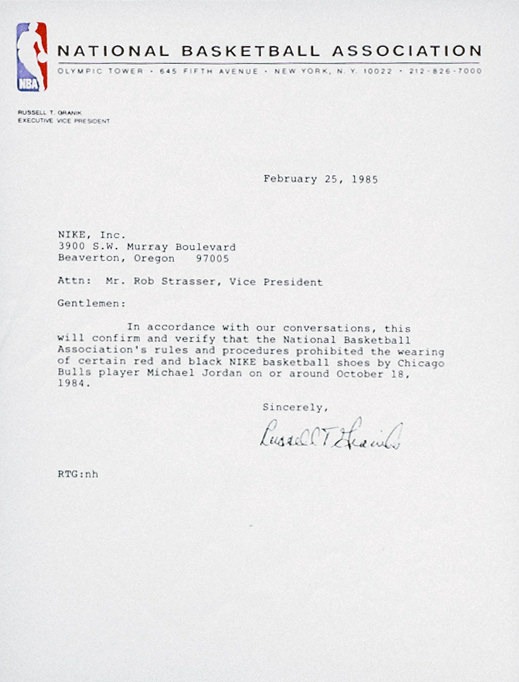 NBA
NATIONAL BASKETBALL ASSOCIATION
OLYMPIC TOWER • 645 FIFTH AVENUE • NEW YORK, N. Y. 10022 • 212-826-7000
RUSSELL T. GRANIK
EXECUTIVE VICE PRESIDENT
February 25, 1985
NIKE, Inc.
3900 S.W. Murray Boulevard
Beaverton, Oregon 97005
Attn: Mr. Rob Strasser, Vice President
Gentlemen:
In accordance with our conversations, this
will confirm and verify that the National Basketball
Association's rules and procedures prohibited the wearing
of certain red and black NIKE basketball shoes by Chicago
Bulls player Michael Jordan on or around October 18,
1984.
Sincerely,
Russell T. Granik
RTG:nh